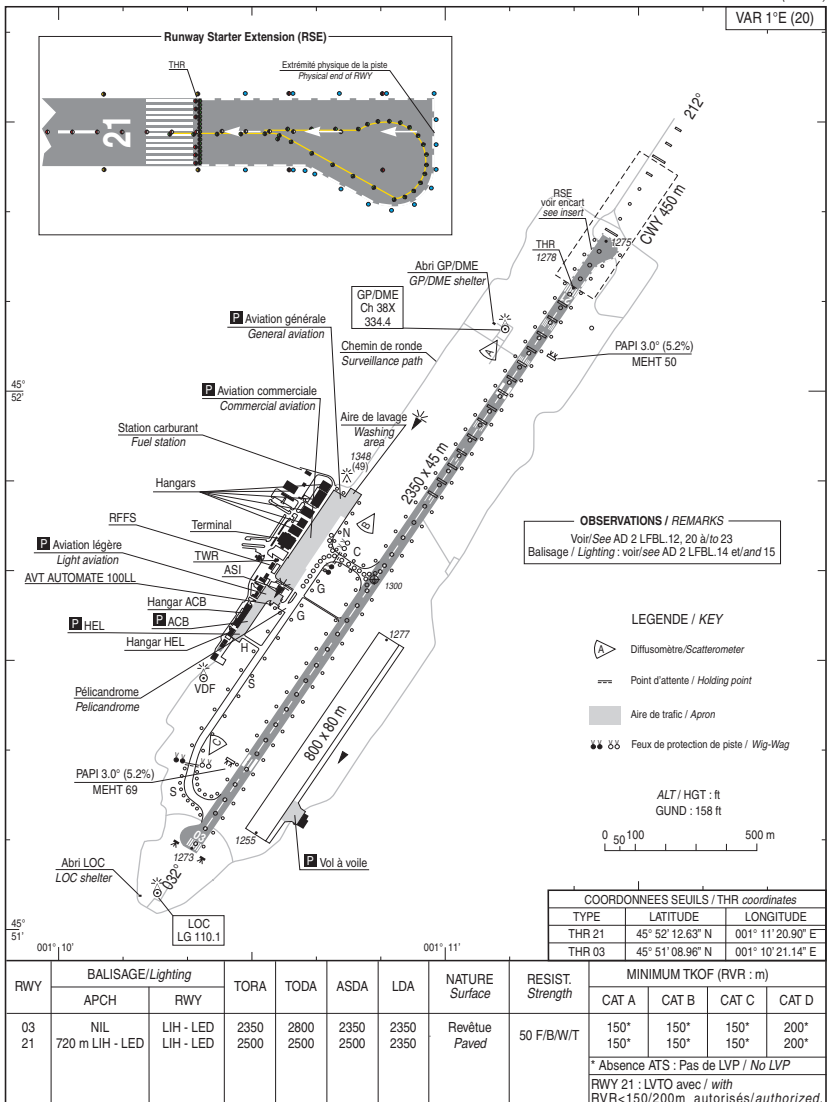 VAR 1°E (20)
Runway Starter Extension (RSE)
THR
Extrémité physique de la piste
Physical end of RWY
21
212°
RSE
voir encart
see insert
CWY 450 m
1275
THR
1278
Abri GP/DME
GP/DME shelter
GP/DME
Ch 38X
334.4
P Aviation générale
General aviation
Chemin de ronde
Surveillance path
A
PAPI 3.0° (5.2%)
MEHT 50
45°
52'
P Aviation commerciale
Commercial aviation
Aire de lavage
Washing
area
Station carburant
Fuel station
1348
(49)
2350 x 45 m
Hangars
RFFS
Terminal
N
B
C
P Aviation légère
Light aviation
TWR
ASI
AVT AUTOMATE 100LL
1300
G
G
Hangar ACB
P ACB
P HEL
Hangar HEL
H
1277
S
VDF
Pélicandrome
Pelicandrome
800 x 80 m
C
PAPI 3.0° (5.2%)
MEHT 69
S
03
1255
1273
032°
P Vol à voile
Abri LOC
LOC shelter
LOC
LG 110.1
45°
51'
001° 10'
001° 11'
OBSERVATIONS / REMARKS
Voir/See AD 2 LFBL.12, 20 à/to 23
Balisage / Lighting : voir/see AD 2 LFBL.14 et/and 15
LEGENDE / KEY
A Diffusomètre/Scatterometer
Point d'attente / Holding point
Aire de trafic / Apron
Feux de protection de piste / Wig-Wag
ALT / HGT : ft
GUND : 158 ft
0 50 100 500 m
COORDONNEES SEUILS / THR coordinates
TYPE LATITUDE LONGITUDE
THR 21 45° 52' 12.63" N 001° 11' 20.90" E
THR 03 45° 51' 08.96" N 001° 10' 21.14" E
RWY BALISAGE/Lighting TORA TODA ASDA LDA NATURE Surface RESIST. Strength MINIMUM TKOF (RVR : m)
APCH RWY CAT A CAT B CAT C CAT D
03 NIL LIH - LED 2350 2800 2350 2350 Revêtue Paved 50 F/B/W/T 150* 150* 150* 200*
21 720 m LIH - LED LIH - LED 2500 2500 2500 2350 150* 150* 150* 200*
* Absence ATS : Pas de LVP / No LVP
RWY 21 : LVTO avec / with
RVR<150/200m autorisés/authorized.